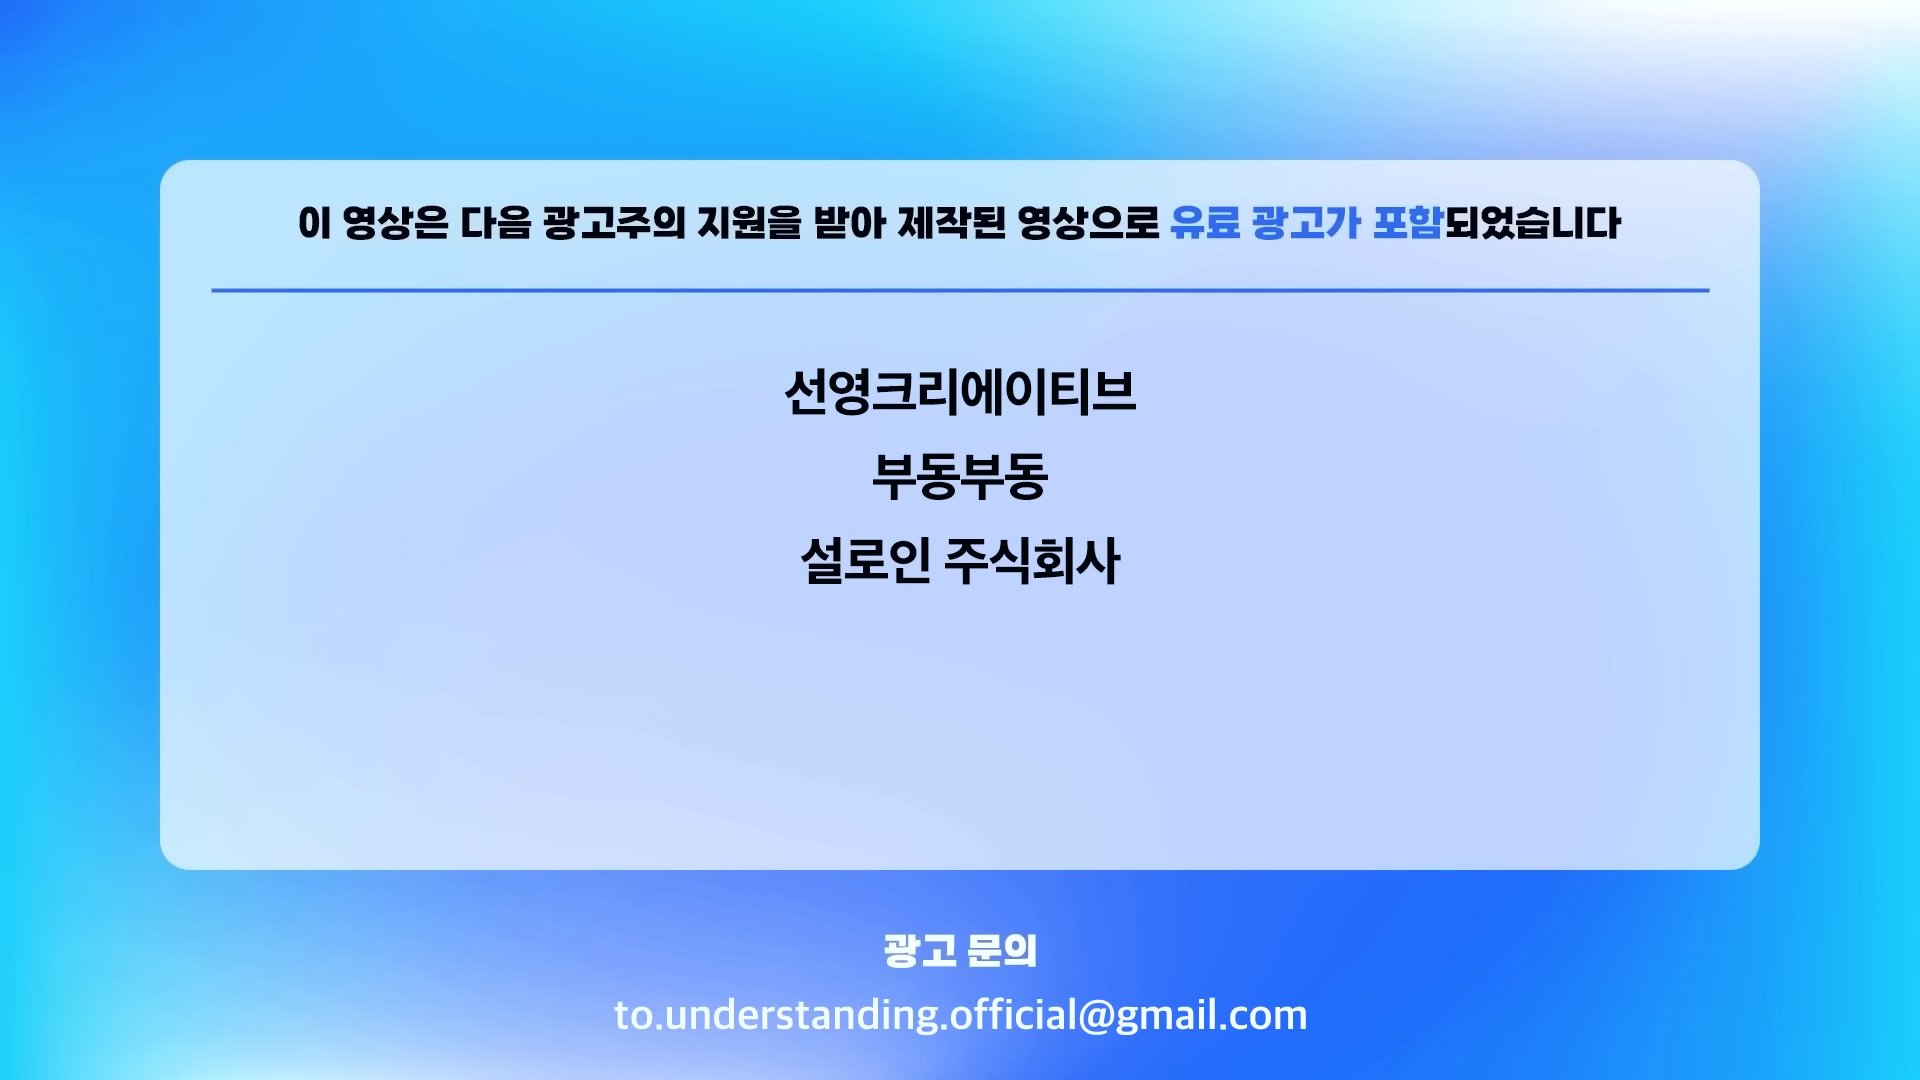 이 영상은 다음 광고주의 지원을 받아 제작된 영상으로 유료 광고가 포함되었습니다
선영크리에이티브
부동부동
설로인 주식회사
광고 문의
to.understanding.official@gmail.com